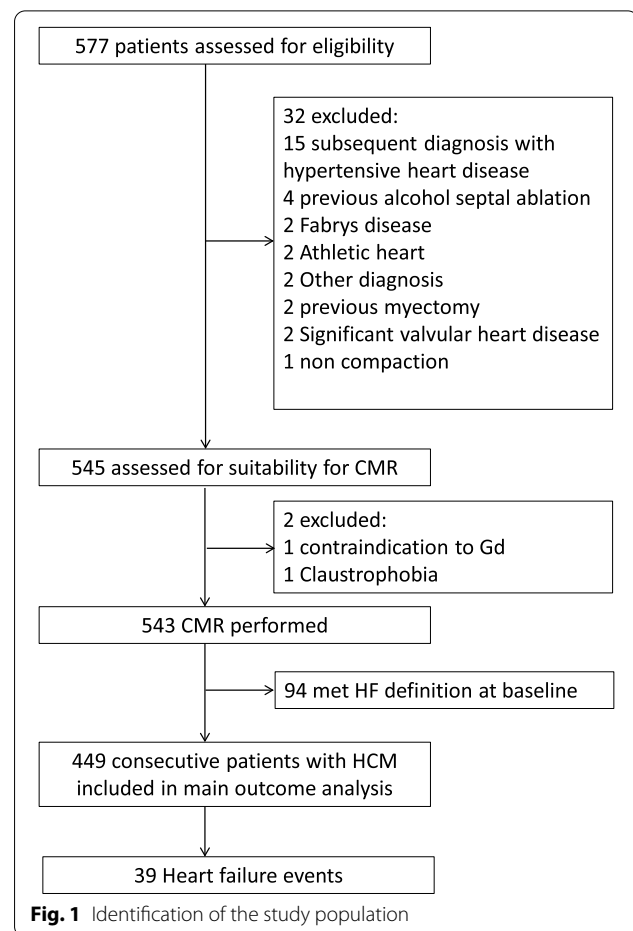 577 patients assessed for eligibility
32 excluded:
15 subsequent diagnosis with
hypertensive heart disease
4 previous alcohol septal ablation
2 Fabrys disease
2 Athletic heart
2 Other diagnosis
2 previous myectomy
2 Significant valvular heart disease
1 non compaction
545 assessed for suitability for CMR
2 excluded:
1 contraindication to Gd
1 Claustrophobia
543 CMR performed
94 met HF definition at baseline
449 consecutive patients with HCM
included in main outcome analysis
39 Heart failure events
Fig. 1 Identification of the study population